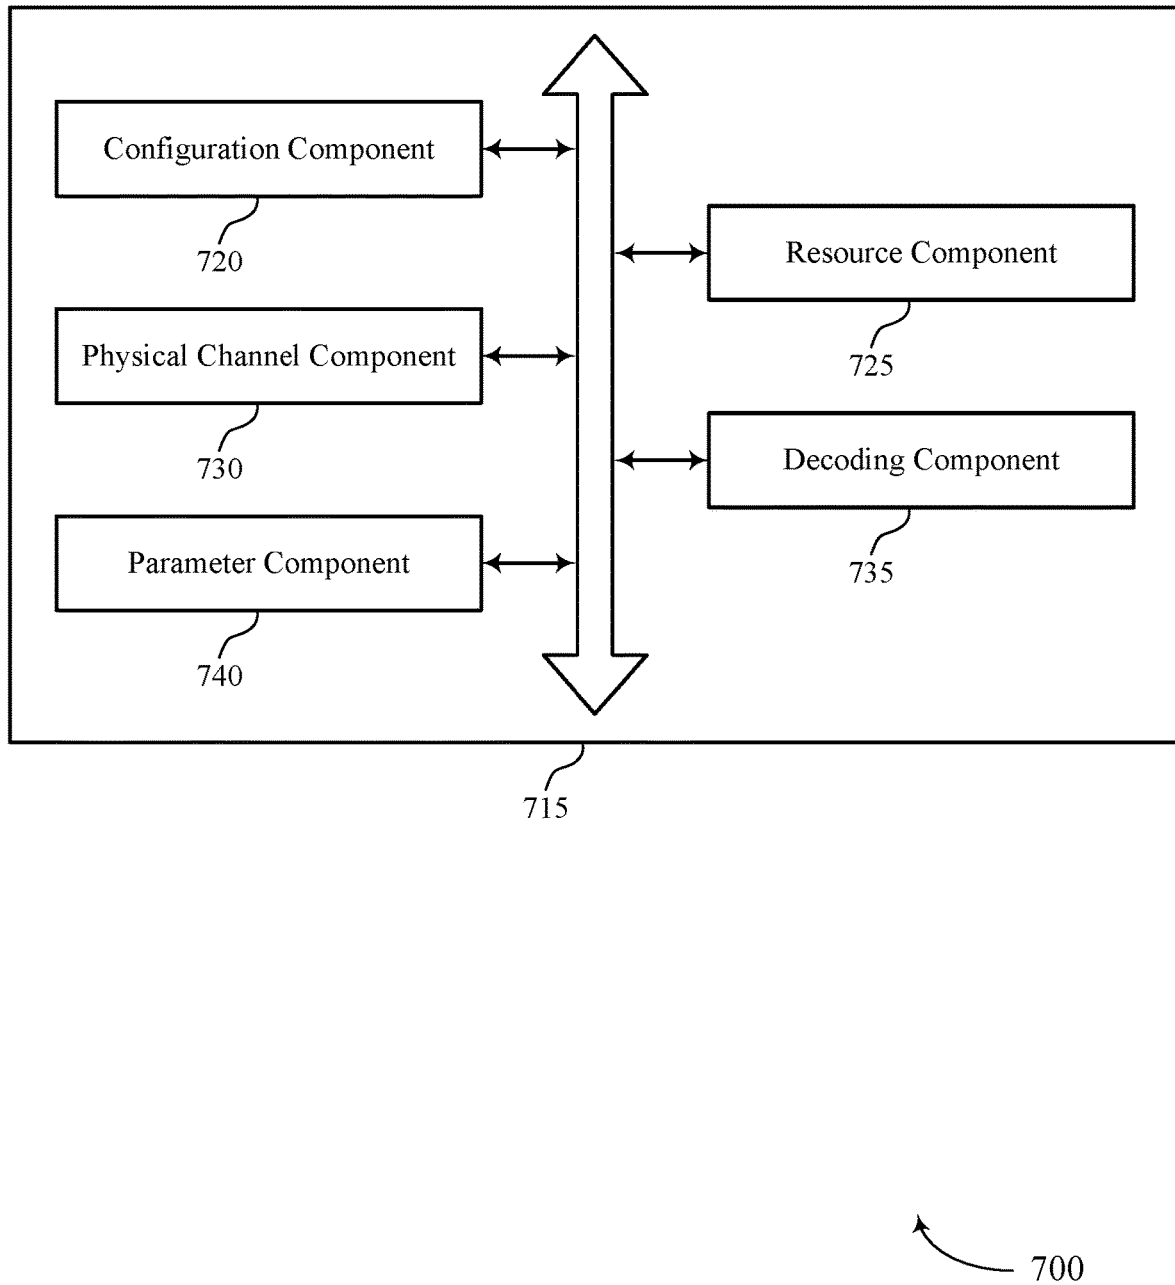 Configuration Component
720
Resource Component
725
Physical Channel Component
730
Decoding Component
735
Parameter Component
740
715
700